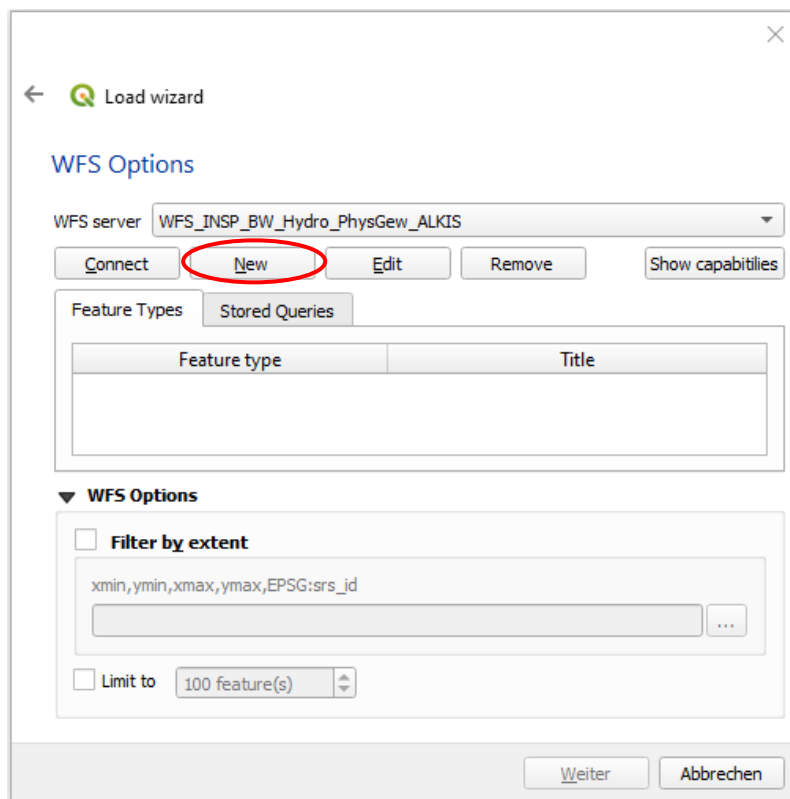 Load wizard
WFS Options
WFS server WFS_INSP_BW_Hydro_PhysGew_ALKIS
Connect New Edit Remove Show capabitilies
Feature Types Stored Queries
Feature type Title
WFS Options
Filter by extent
xmin,ymin,xmax,ymax,EPSG:srs_id
...
Limit to 100 feature(s)
Weiter Abbrechen